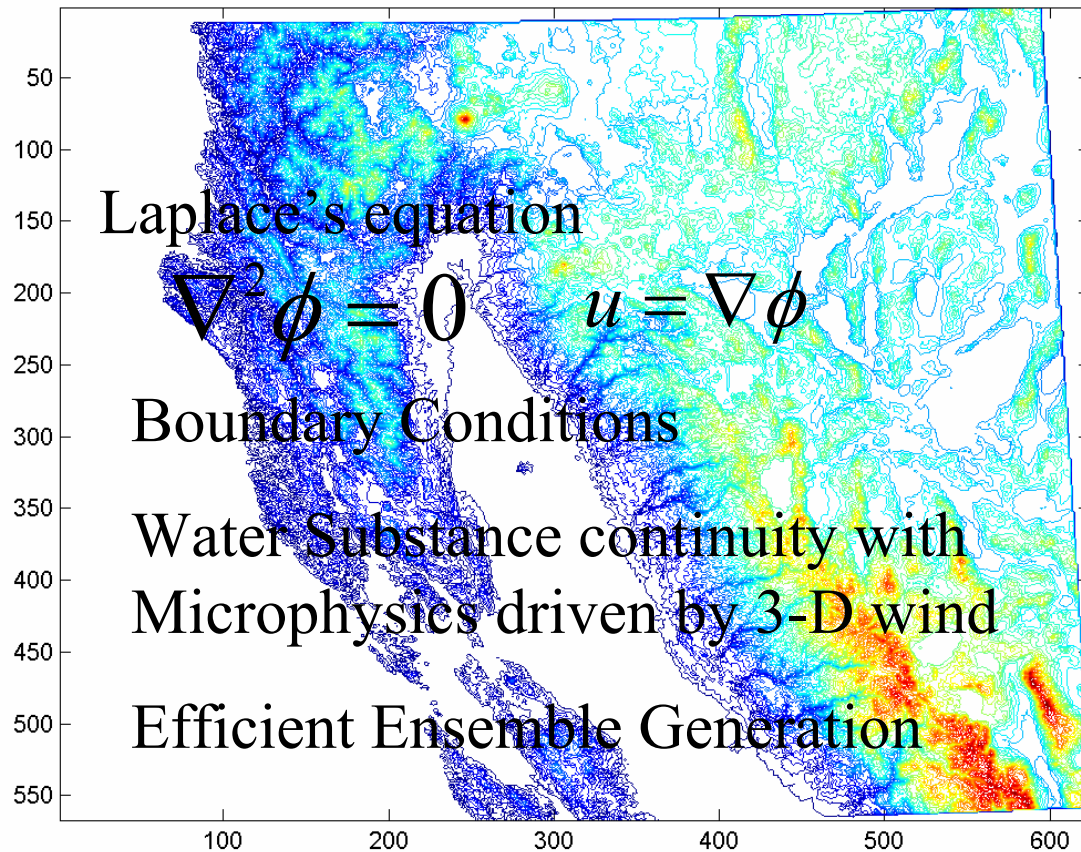 50
100
Laplace’s equation
150
∇²ϕ = 0 u = ∇ϕ
200
250
Boundary Conditions
300
350
Water Substance continuity with
400
Microphysics driven by 3-D wind
450
Efficient Ensemble Generation
500
550
100 200 300 400 500 600